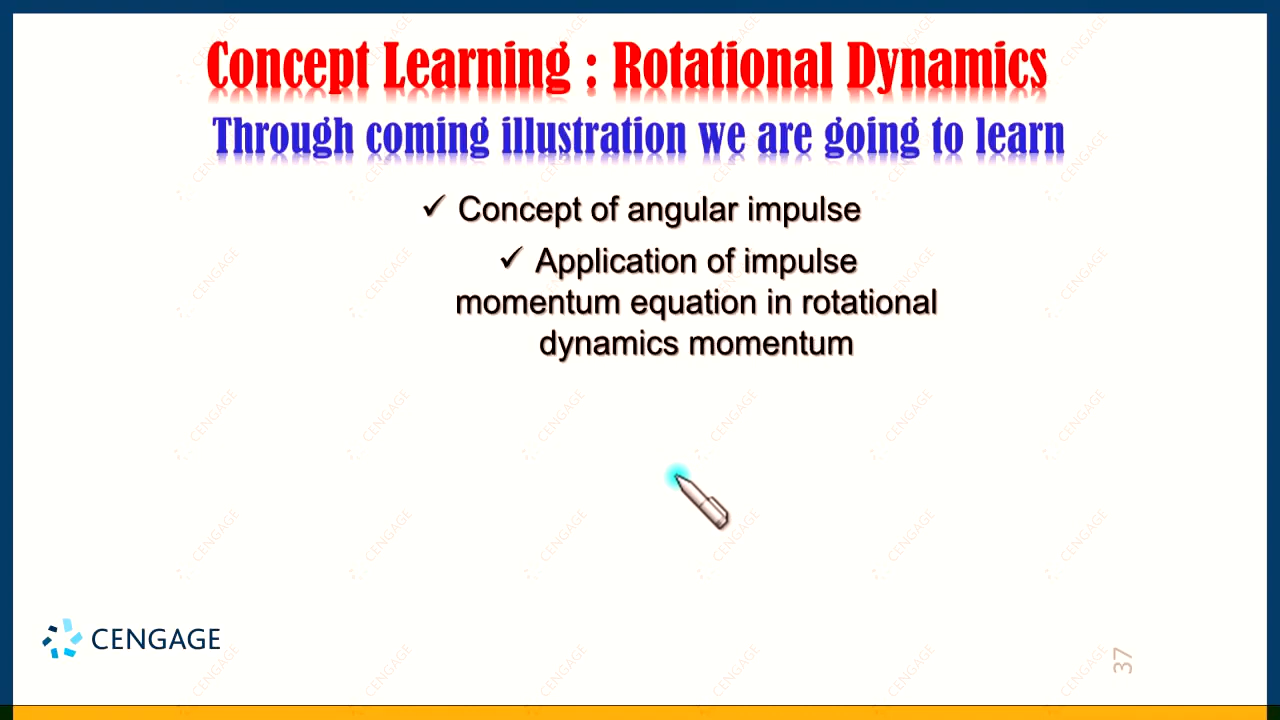 Concept Learning : Rotational Dynamics
Through coming illustration we are going to learn
✓ Concept of angular impulse
✓ Application of impulse
momentum equation in rotational
dynamics momentum
CENGAGE
37